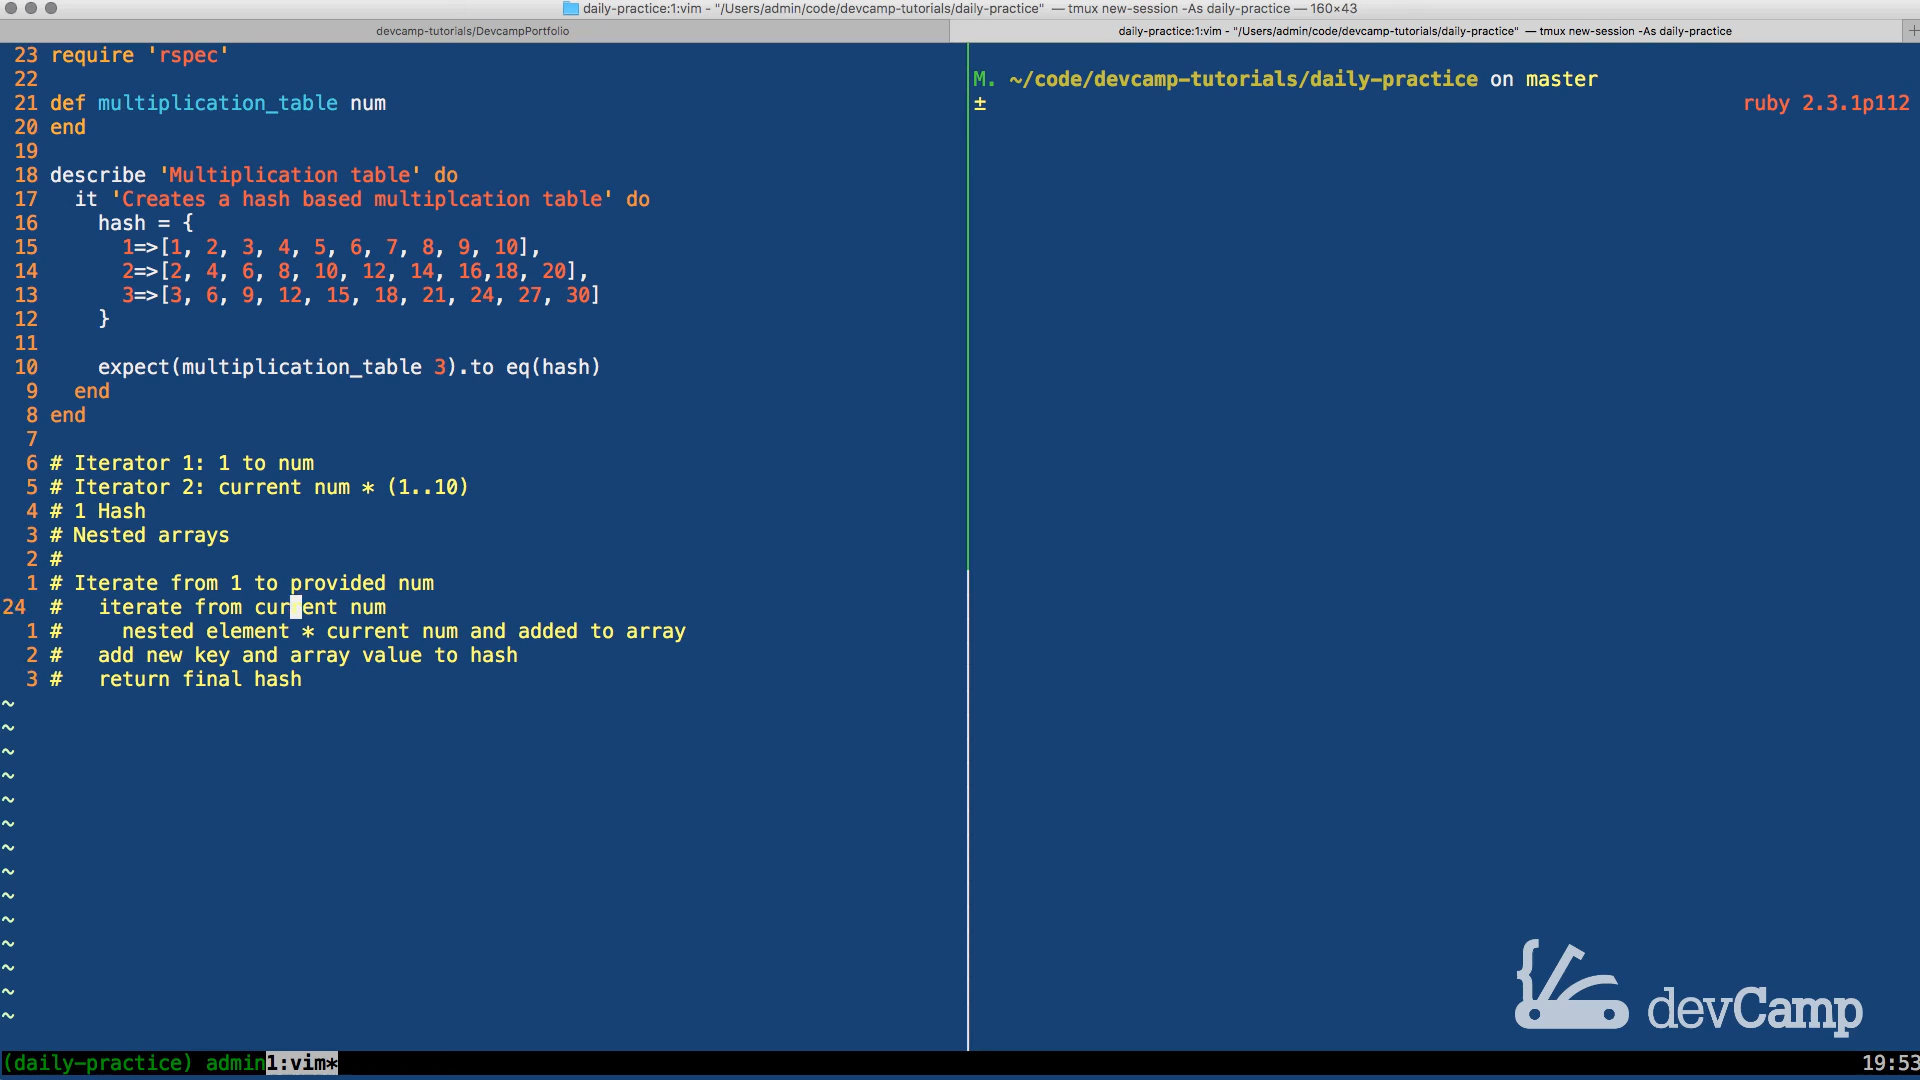 daily-practice:1:vim - "/Users/admin/code/devcamp-tutorials/daily-practice" — tmux new-session -As daily-practice — 160×43
devcamp-tutorials/DevcampPortfolio
daily-practice:1:vim - "/Users/admin/code/devcamp-tutorials/daily-practice" — tmux new-session -As daily-practice +
23 require 'rspec'
22
21 def multiplication_table num
20 end
19
18 describe 'Multiplication table' do
17   it 'Creates a hash based multiplcation table' do
16     hash = {
15       1=>[1, 2, 3, 4, 5, 6, 7, 8, 9, 10],
14       2=>[2, 4, 6, 8, 10, 12, 14, 16,18, 20],
13       3=>[3, 6, 9, 12, 15, 18, 21, 24, 27, 30]
12     }
11
10     expect(multiplication_table 3).to eq(hash)
9   end
8 end
7
6 # Iterator 1: 1 to num
5 # Iterator 2: current num * (1..10)
4 # 1 Hash
3 # Nested arrays
2 #
1 # Iterate from 1 to provided num
24  #   iterate from current num
1 #     nested element * current num and added to array
2 #   add new key and array value to hash
3 #   return final hash
~
~
~
~
~
~
~
~
~
~
~
~
~
~
M. ~/code/devcamp-tutorials/daily-practice on master
± ruby 2.3.1p112
devCamp
(daily-practice) admin1:vim* 19:53